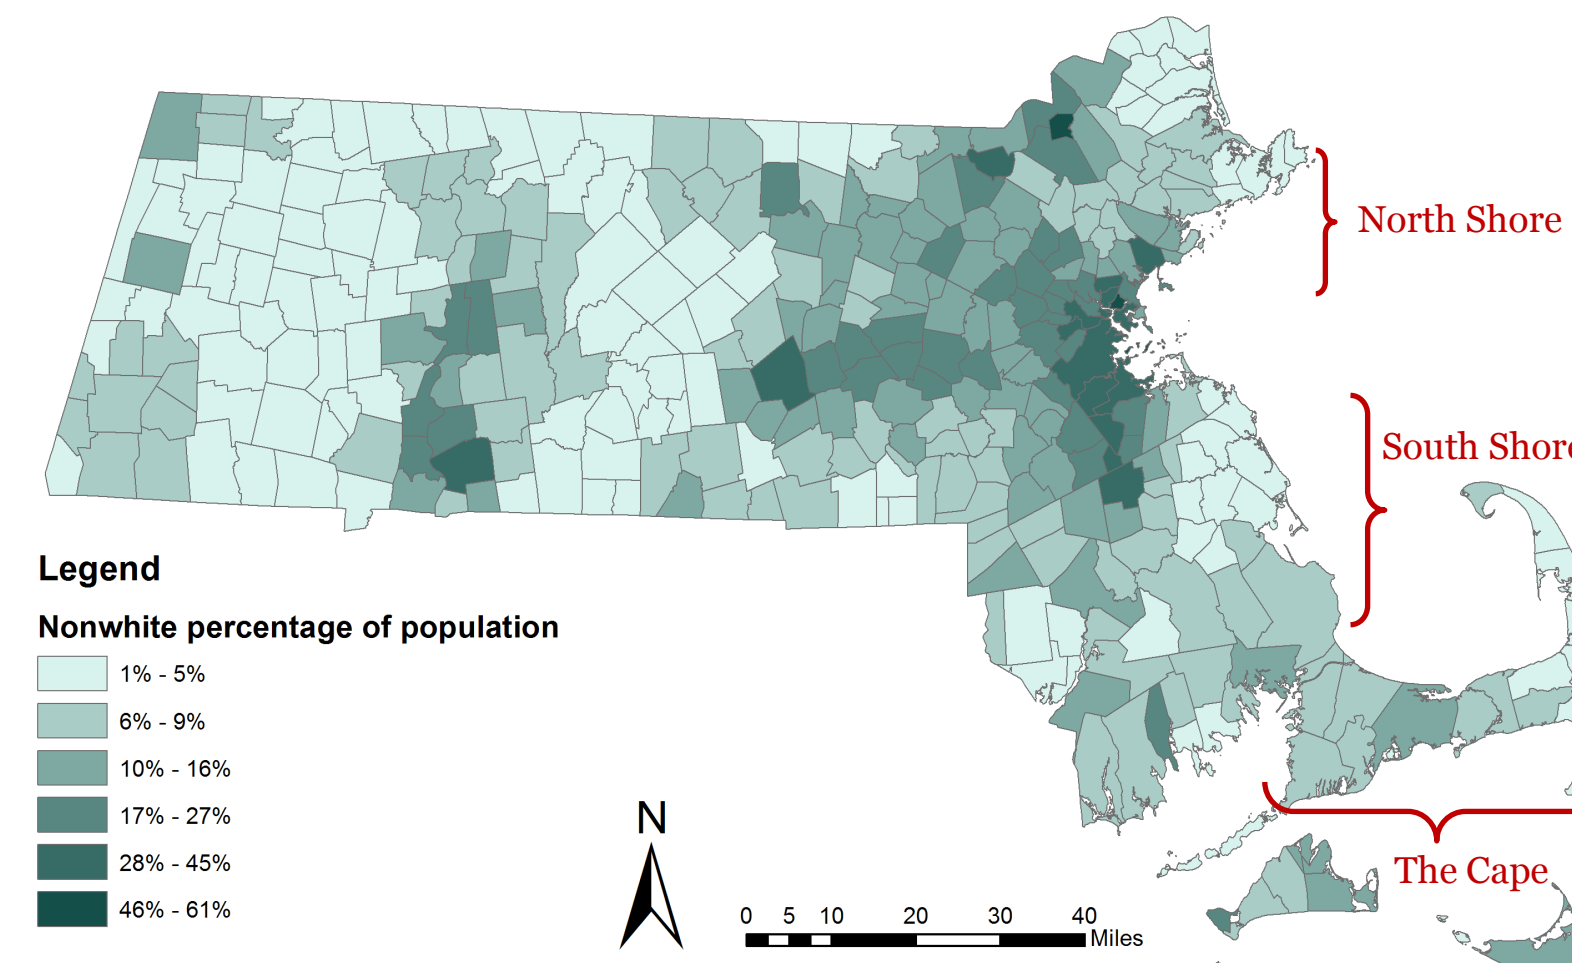 North Shore
South Shore
Legend
Nonwhite percentage of population
1% - 5%
6% - 9%
10% - 16%
17% - 27%
28% - 45%
46% - 61%
N
0 5 10 20 30 40
Miles
The Cape